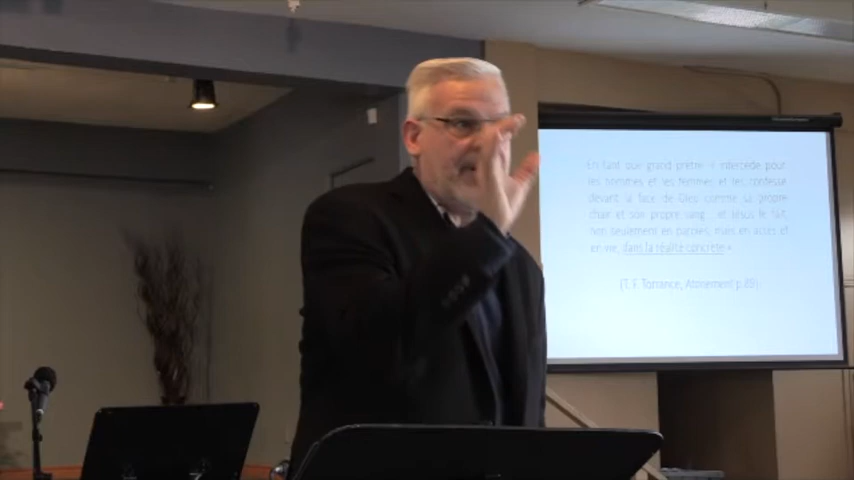 En tant que grand prêtre il intercède pour
les hommes et les femmes et les confesse
devant la face de Dieu comme sa propre
chair et son propre sang et Jésus le fait,
non seulement en paroles, mais en actes et
en vie, dans la réalité concrète »
(T. F. Torrance, Atonement p.89)